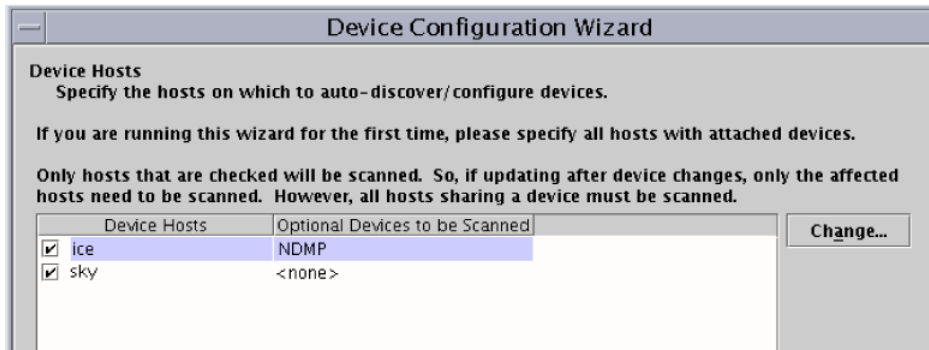 Device Configuration Wizard
Device Hosts
Specify the hosts on which to auto-discover/configure devices.
If you are running this wizard for the first time, please specify all hosts with attached devices.
Only hosts that are checked will be scanned. So, if updating after device changes, only the affected
hosts need to be scanned. However, all hosts sharing a device must be scanned.
Device Hosts Optional Devices to be Scanned
Change...
ice NDMP
sky <none>